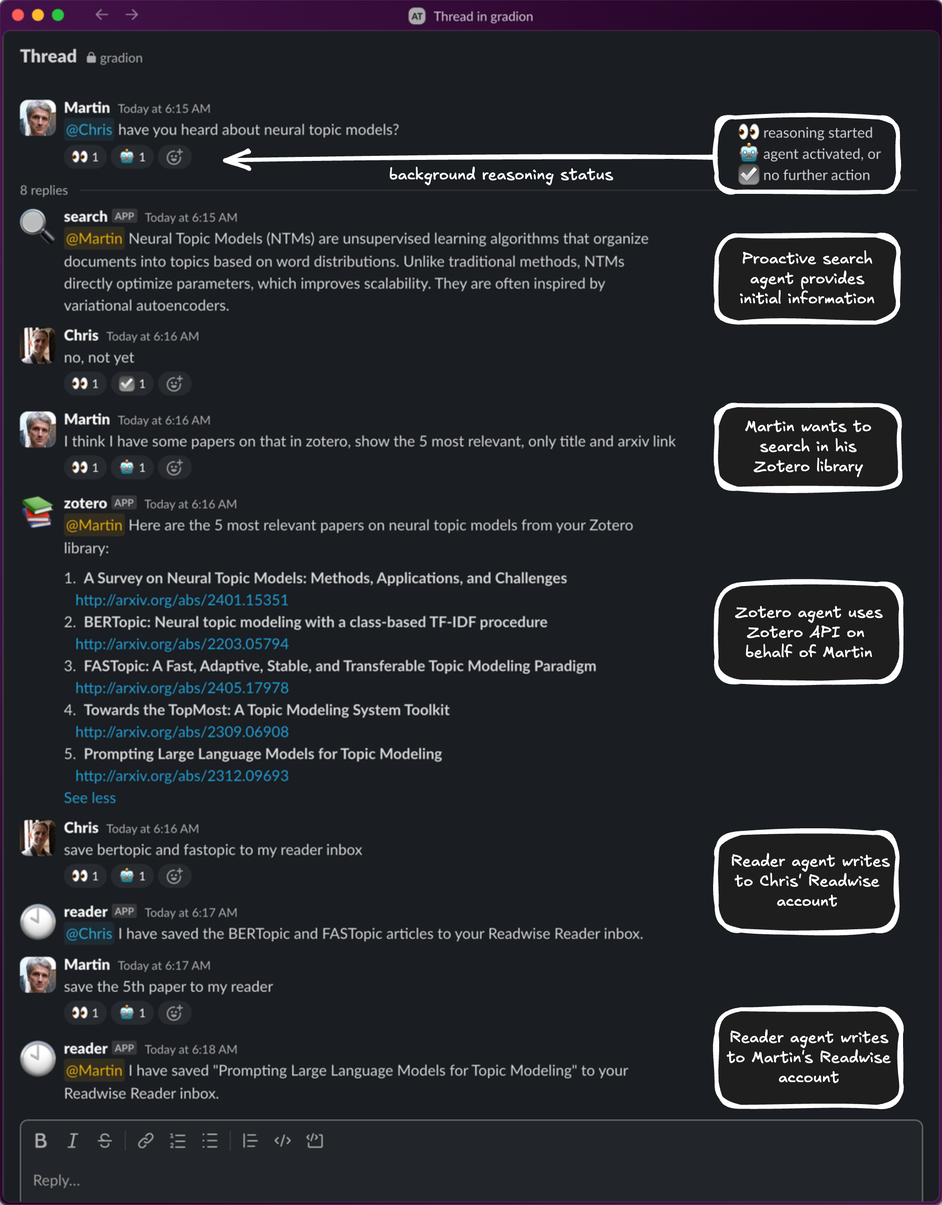 AT Thread in gradion
Thread gradion
Martin Today at 6:15 AM
@Chris have you heard about neural topic models?
1 1
reasoning started
agent activated, or
no further action
background reasoning status
8 replies
search APP Today at 6:15 AM
@Martin Neural Topic Models (NTMs) are unsupervised learning algorithms that organize
documents into topics based on word distributions. Unlike traditional methods, NTMs
directly optimize parameters, which improves scalability. They are often inspired by
variational autoencoders.
Proactive search
agent provides
initial information
Chris Today at 6:16 AM
no, not yet
1 1
Martin Today at 6:16 AM
I think I have some papers on that in zotero, show the 5 most relevant, only title and arxiv link
1 1
Martin wants to
search in his
Zotero library
zotero APP Today at 6:16 AM
@Martin Here are the 5 most relevant papers on neural topic models from your Zotero
library:
1. A Survey on Neural Topic Models: Methods, Applications, and Challenges
http://arxiv.org/abs/2401.15351
2. BERTopic: Neural topic modeling with a class-based TF-IDF procedure
http://arxiv.org/abs/2203.05794
3. FASTopic: A Fast, Adaptive, Stable, and Transferable Topic Modeling Paradigm
http://arxiv.org/abs/2405.17978
4. Towards the TopMost: A Topic Modeling System Toolkit
http://arxiv.org/abs/2309.06908
5. Prompting Large Language Models for Topic Modeling
http://arxiv.org/abs/2312.09693
See less
Zotero agent uses
Zotero API on
behalf of Martin
Chris Today at 6:16 AM
save bertopic and fastopic to my reader inbox
1 1
Reader agent writes
to Chris' Readwise
account
reader APP Today at 6:17 AM
@Chris I have saved the BERTopic and FASTopic articles to your Readwise Reader inbox.
Martin Today at 6:17 AM
save the 5th paper to my reader
1 1
reader APP Today at 6:18 AM
@Martin I have saved "Prompting Large Language Models for Topic Modeling" to your
Readwise Reader inbox.
Reader agent writes
to Martin's Readwise
account
B I S
Reply...